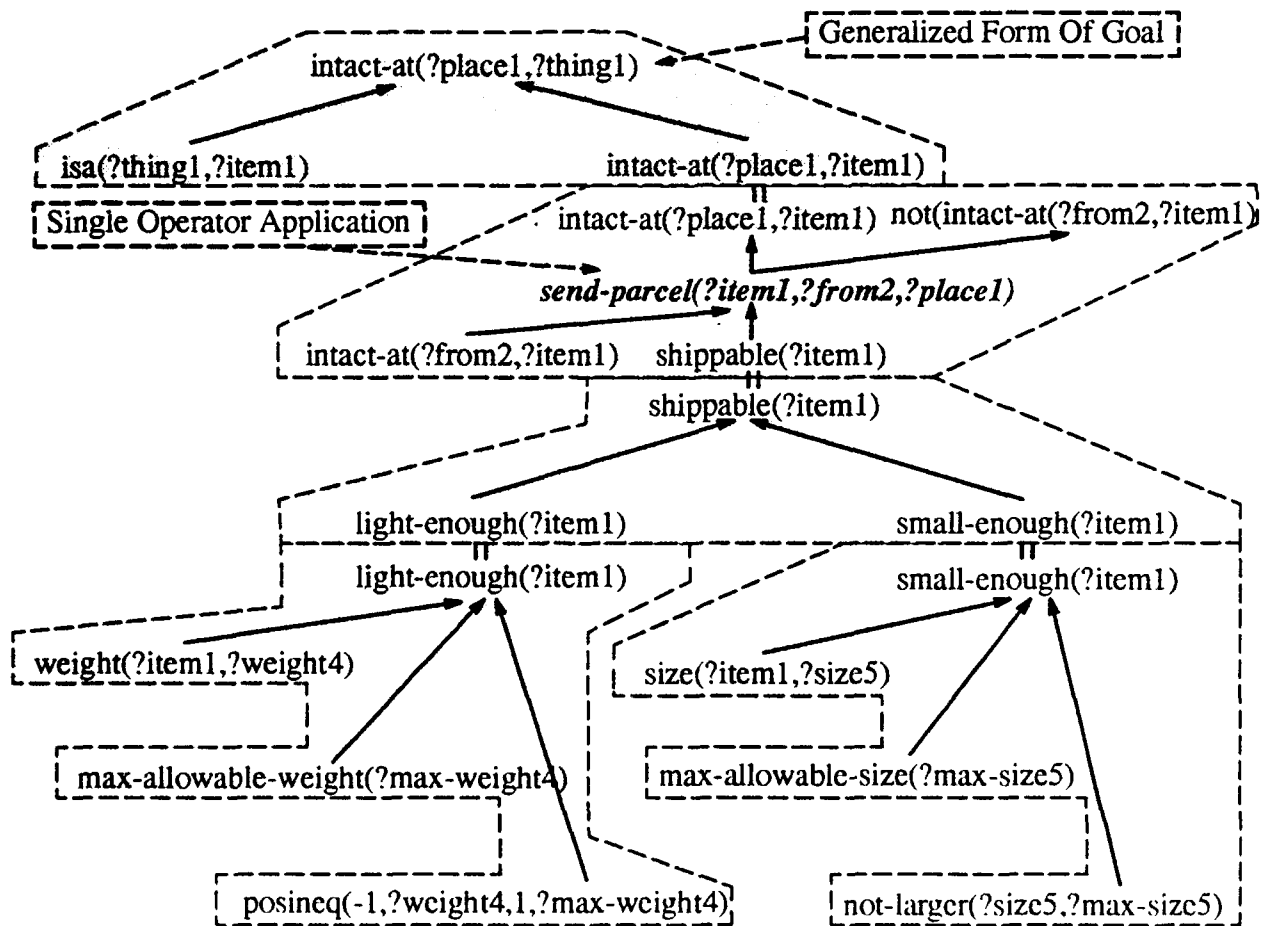 Generalized Form Of Goal
intact-at(?place1,?thing1)
isa(?thing1,?item1)
intact-at(?place1,?item1)
Single Operator Application
intact-at(?place1,?item1)
not(intact-at(?from2,?item1)
send-parcel(?item1,?from2,?place1)
intact-at(?from2,?item1)
shippable(?item1)
shippable(?item1)
light-enough(?item1)
small-enough(?item1)
light-enough(?item1)
small-enough(?item1)
weight(?item1,?weight4)
size(?item1,?size5)
max-allowable-weight(?max-weight4)
max-allowable-size(?max-size5)
posineq(-1,?weight4,1,?max-weight4)
not-larger(?size5,?max-size5)